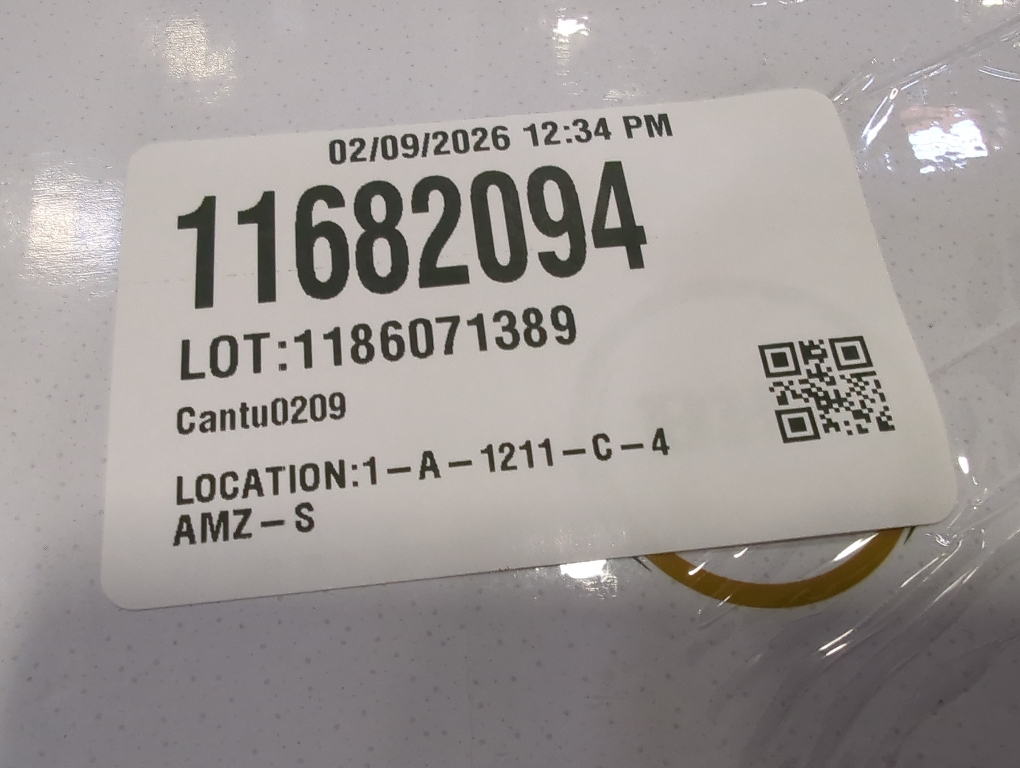 02/09/2026 12:34 PM
11682094
LOT:1186071389
Cantu0209
LOCATION:1-A-1211-C-4
AMZ-S